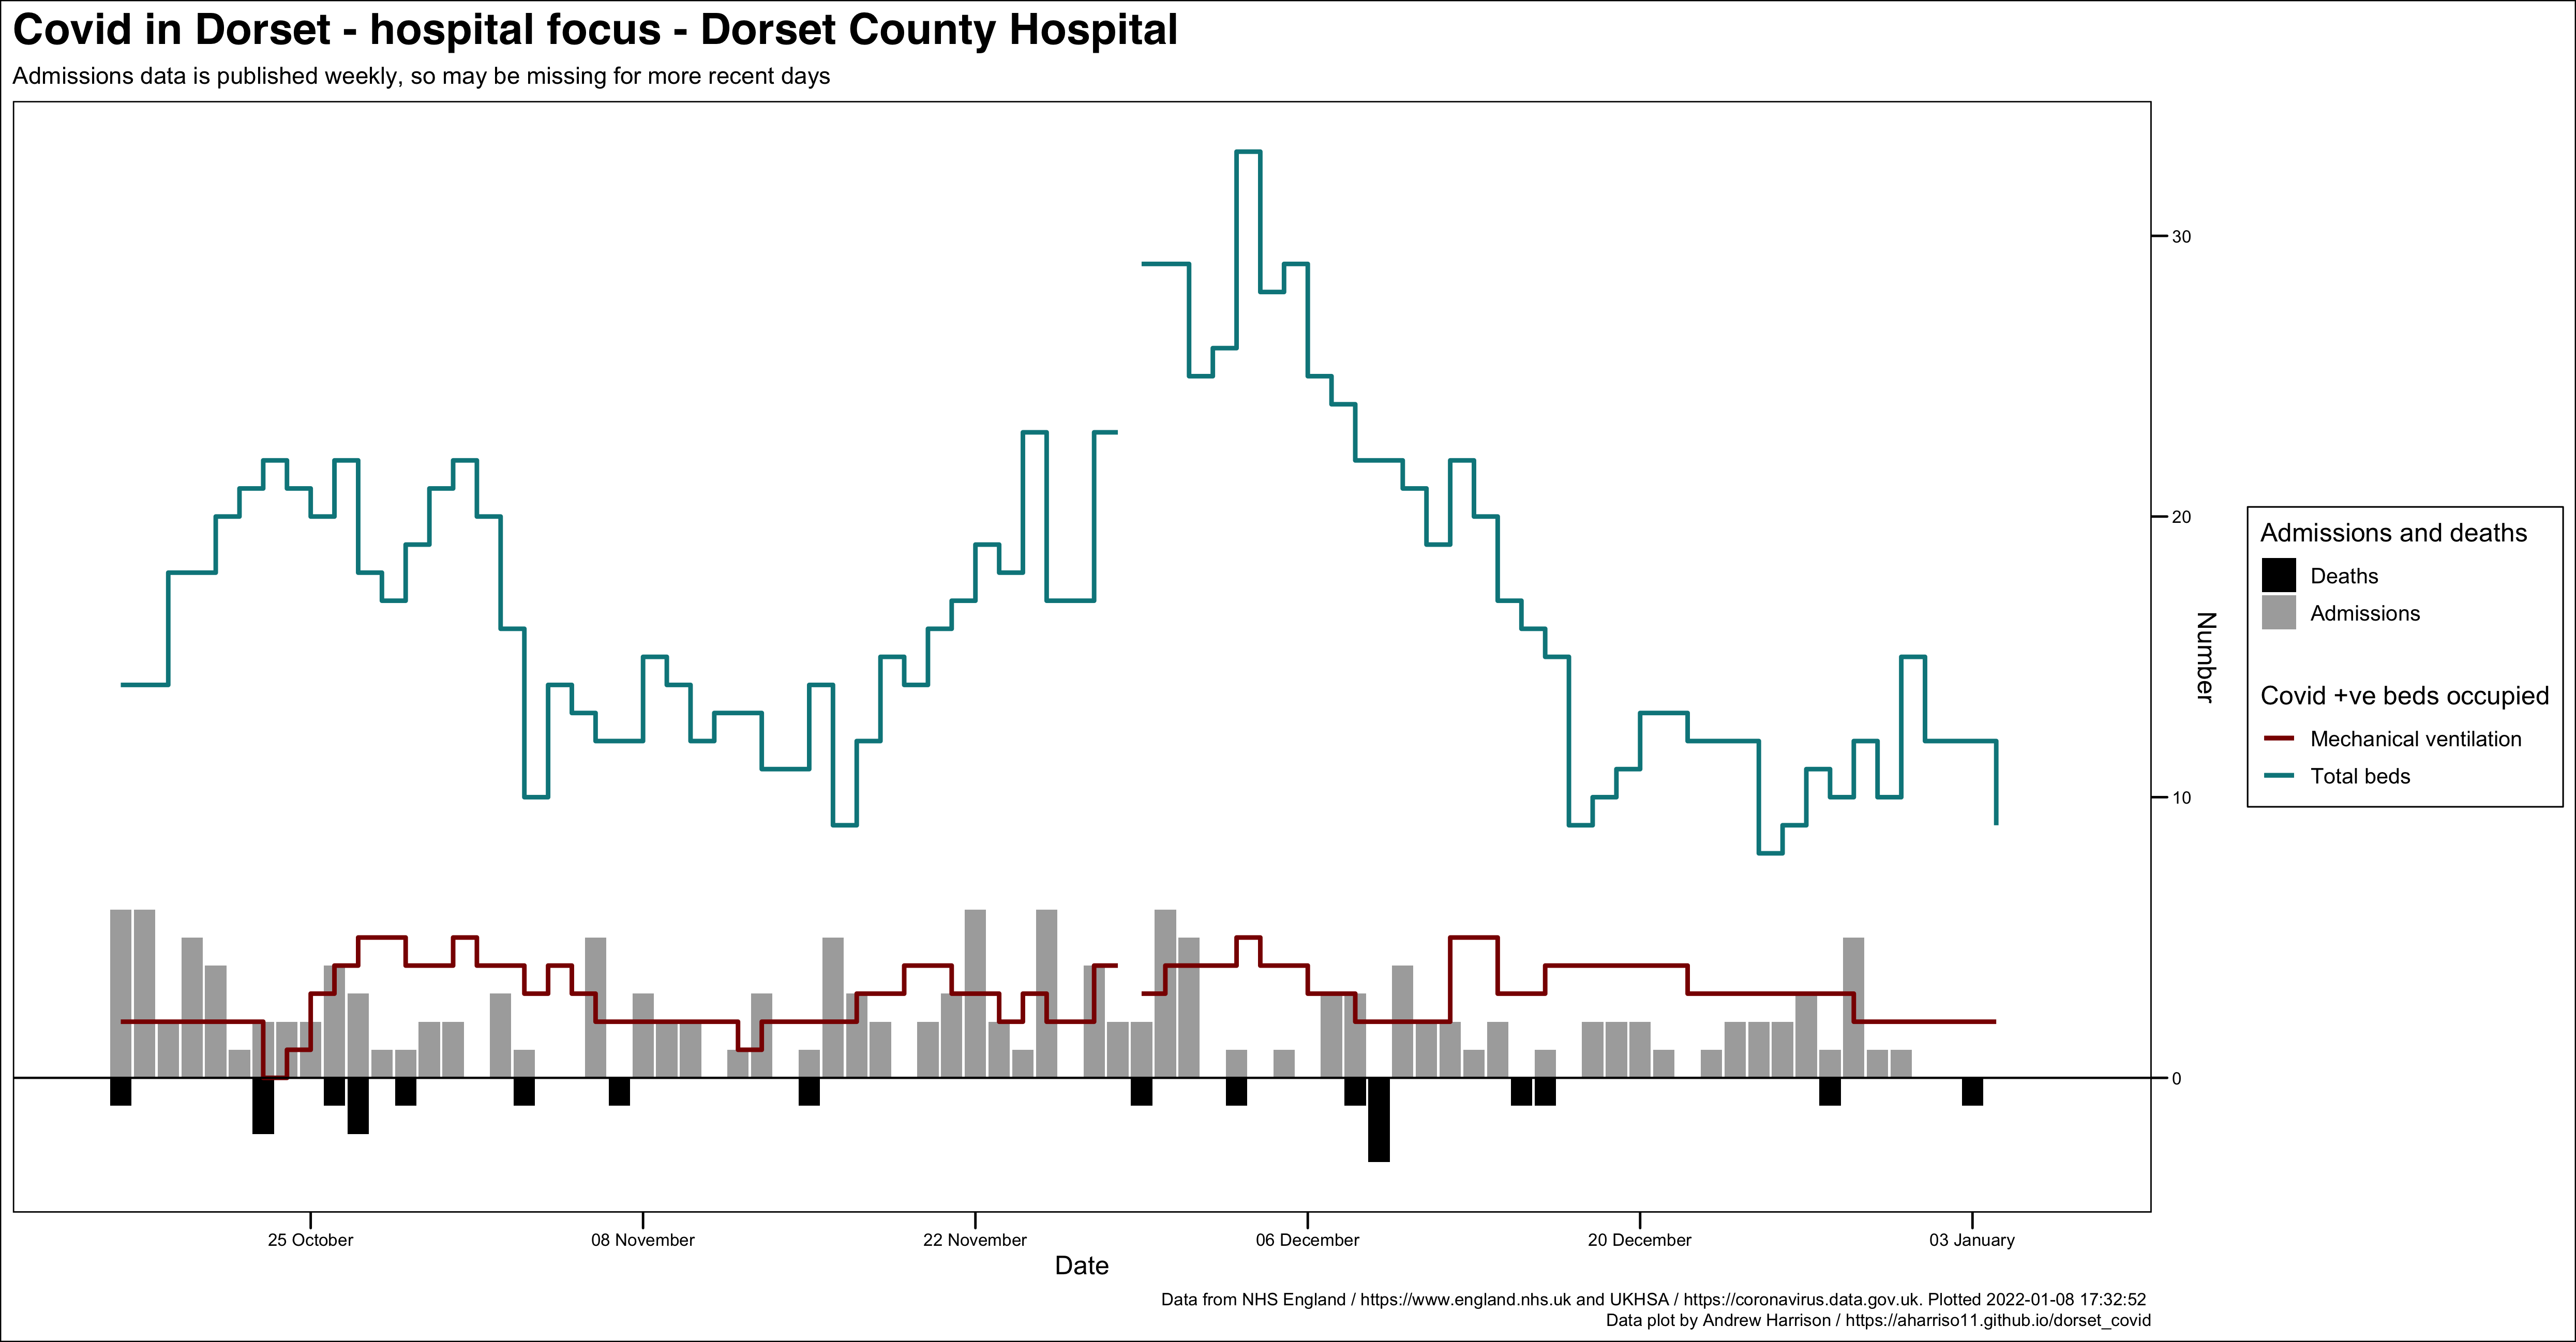 Covid in Dorset - hospital focus - Dorset County Hospital
Admissions data is published weekly, so may be missing for more recent days
30
20
10
0
Number
Admissions and deaths
Deaths
Admissions
Covid +ve beds occupied
Mechanical ventilation
Total beds
25 October
08 November
22 November
06 December
20 December
03 January
Date
Data from NHS England / https://www.england.nhs.uk and UKHSA / https://coronavirus.data.gov.uk. Plotted 2022-01-08 17:32:52
Data plot by Andrew Harrison / https://aharriso11.github.io/dorset_covid